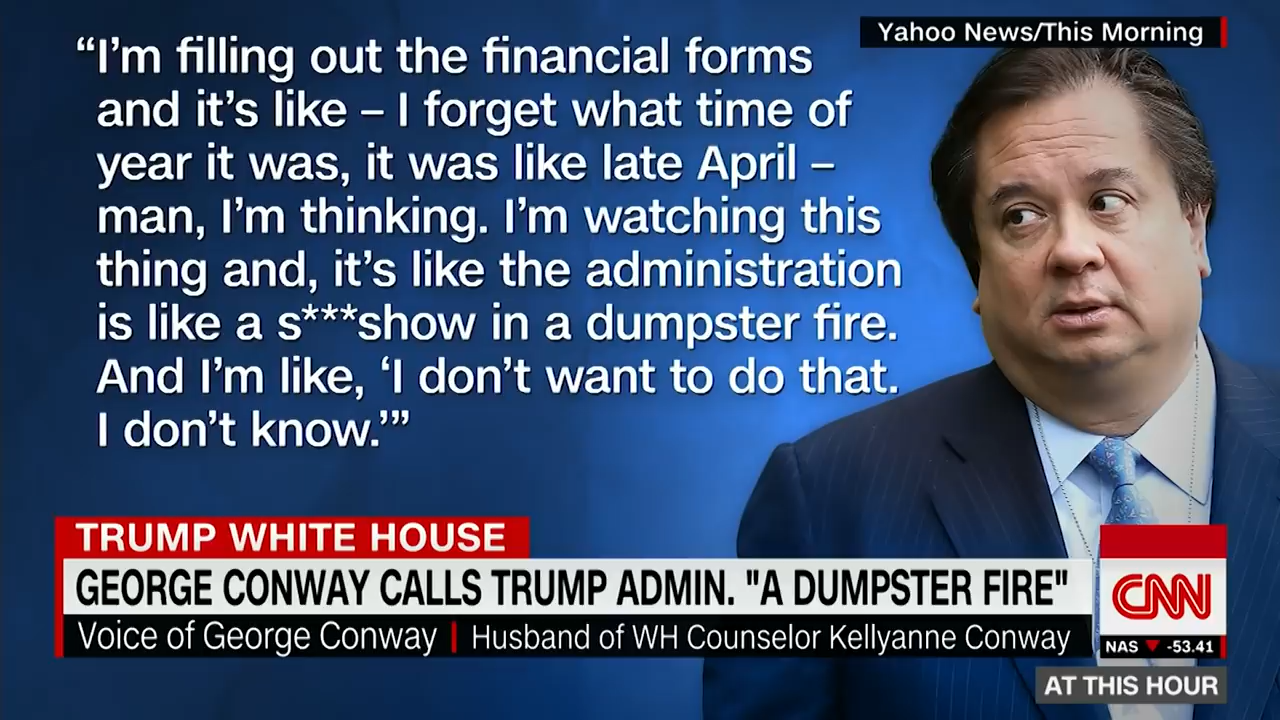 Yahoo News/This Morning
“I’m filling out the financial forms
and it’s like – I forget what time of
year it was, it was like late April –
man, I’m thinking. I’m watching this
thing and, it’s like the administration
is like a s***show in a dumpster fire.
And I’m like, ‘I don’t want to do that.
I don’t know.’”
TRUMP WHITE HOUSE
GEORGE CONWAY CALLS TRUMP ADMIN. "A DUMPSTER FIRE"
Voice of George Conway | Husband of WH Counselor Kellyanne Conway
CNN
NAS ▼ -53.41
AT THIS HOUR